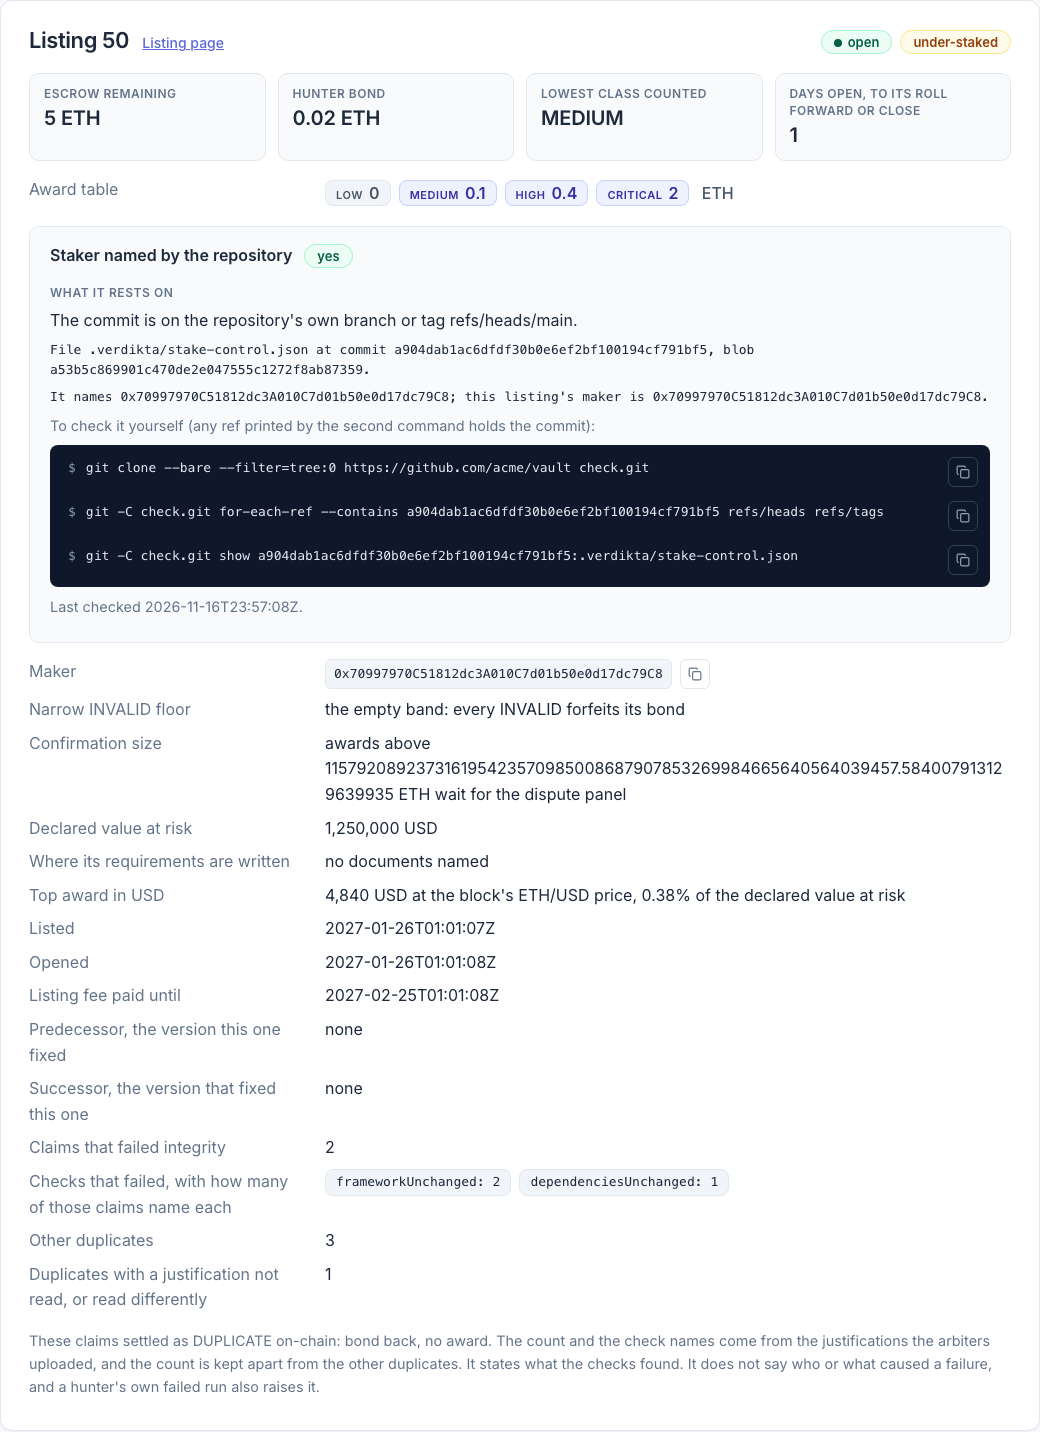 Listing 50 Listing page
open under-staked
ESCROW REMAINING
5 ETH
HUNTER BOND
0.02 ETH
LOWEST CLASS COUNTED
MEDIUM
DAYS OPEN, TO ITS ROLL
FORWARD OR CLOSE
1
Award table LOW 0 MEDIUM 0.1 HIGH 0.4 CRITICAL 2 ETH
Staker named by the repository yes
WHAT IT RESTS ON
The commit is on the repository's own branch or tag refs/heads/main.
File .verdikta/stake-control.json at commit a904dab1ac6dfdf30b0e6ef2bf100194cf791bf5, blob
a53b5c869901c470de2e047555c1272f8ab87359.
It names 0x70997970C51812dc3A010C7d01b50e0d17dc79C8; this listing's maker is 0x70997970C51812dc3A010C7d01b50e0d17dc79C8.
To check it yourself (any ref printed by the second command holds the commit):
$ git clone --bare --filter=tree:0 https://github.com/acme/vault check.git
$ git -C check.git for-each-ref --contains a904dab1ac6dfdf30b0e6ef2bf100194cf791bf5 refs/heads refs/tags
$ git -C check.git show a904dab1ac6dfdf30b0e6ef2bf100194cf791bf5:.verdikta/stake-control.json
Last checked 2026-11-16T23:57:08Z.
Maker 0x70997970C51812dc3A010C7d01b50e0d17dc79C8
Narrow INVALID floor the empty band: every INVALID forfeits its bond
Confirmation size awards above
115792089237316195423570985008687907853269984665640564039457.58400791312
9639935 ETH wait for the dispute panel
Declared value at risk 1,250,000 USD
Where its requirements are written no documents named
Top award in USD 4,840 USD at the block's ETH/USD price, 0.38% of the declared value at risk
Listed 2027-01-26T01:01:07Z
Opened 2027-01-26T01:01:08Z
Listing fee paid until 2027-02-25T01:01:08Z
Predecessor, the version this one none
fixed
Successor, the version that fixed none
this one
Claims that failed integrity 2
Checks that failed, with how many frameworkUnchanged: 2 dependenciesUnchanged: 1
of those claims name each
Other duplicates 3
Duplicates with a justification not 1
read, or read differently
These claims settled as DUPLICATE on-chain: bond back, no award. The count and the check names come from the justifications the arbiters
uploaded, and the count is kept apart from the other duplicates. It states what the checks found. It does not say who or what caused a failure,
and a hunter's own failed run also raises it.